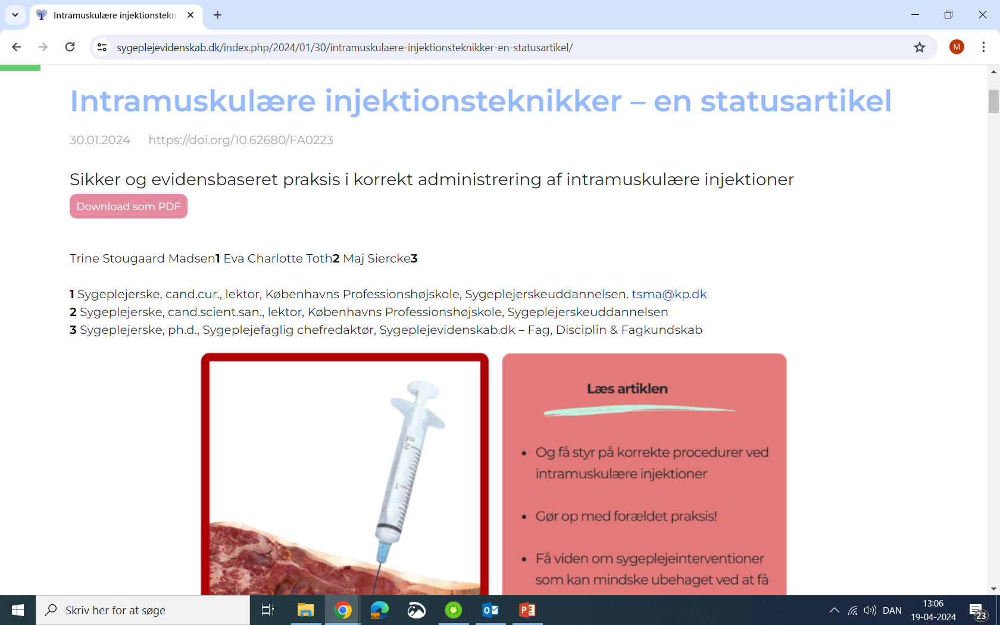 Intramuskulære injektionstekn
sygeplejevidenskab.dk/index.php/2024/01/30/intramuskulaere-injektionsteknikker-en-statusartikel/
M
Intramuskulære injektionsteknikker – en statusartikel
30.01.2024 https://doi.org/10.62680/FA0223
Sikker og evidensbaseret praksis i korrekt administrering af intramuskulære injektioner
Download som PDF
Trine Stougaard Madsen1 Eva Charlotte Toth2 Maj Siercke3
1 Sygeplejerske, cand.cur., lektor, Københavns Professionshøjskole, Sygeplejerskeuddannelsen. tsma@kp.dk
2 Sygeplejerske, cand.scient.san., lektor, Københavns Professionshøjskole, Sygeplejerskeuddannelsen
3 Sygeplejerske, ph.d., Sygeplejefaglig chefredaktør, Sygeplejevidenskab.dk – Fag, Disciplin & Fagkundskab
ml
2
1
Læs artiklen
• Og få styr på korrekte procedurer ved
intramuskulære injektioner
• Gør op med forældet praksis!
• Få viden om sygeplejeinterventioner
som kan mindske ubehaget ved at få
Skriv her for at søge
DAN
13:06
19-04-2024
23